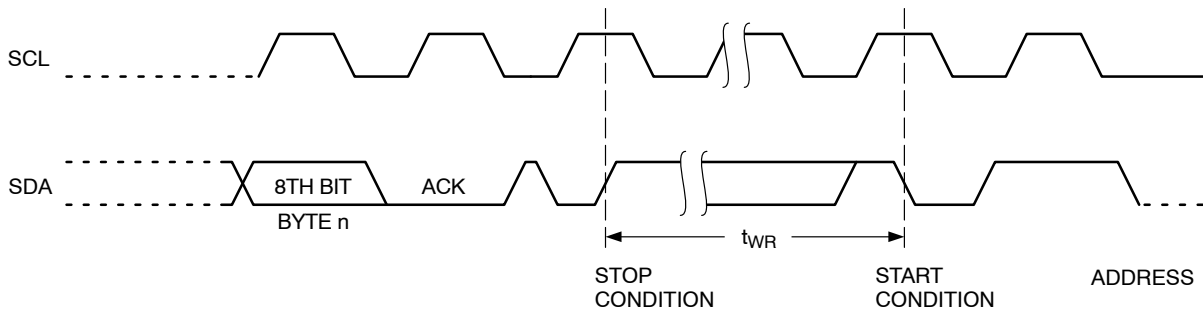 SCL
SDA
8TH BIT
ACK
BYTE n
tWR
STOP
CONDITION
START
CONDITION
ADDRESS